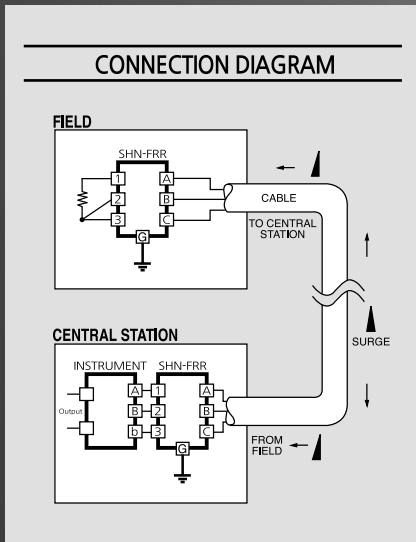 CONNECTION DIAGRAM
FIELD
SHN-FRR
1 A
2 B
3 C
G
CABLE
TO CENTRAL
STATION
SURGE
CENTRAL STATION
INSTRUMENT SHN-FRR
A 1 A
Output B 2 B
b 3 C
G
FROM
FIELD